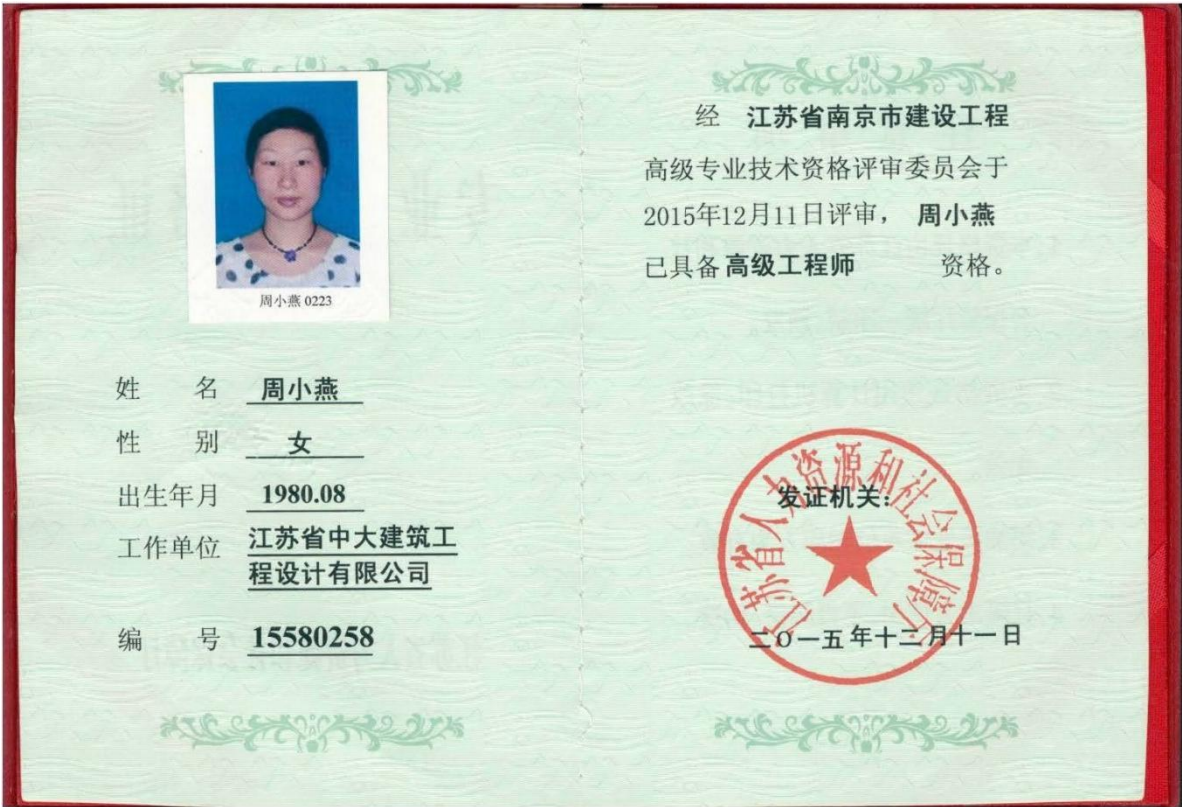 周小燕 0223
姓 名 周小燕
性 别 女
出生年月 1980.08
工作单位 江苏省中大建筑工
程设计有限公司
编 号 15580258
经 江苏省南京市建设工程
高级专业技术资格评审委员会于
2015年12月11日评审， 周小燕
已具备 高级工程师 资格。
江苏省人力资源和社会保障厅
发证机关：
二〇一五年十二月十一日